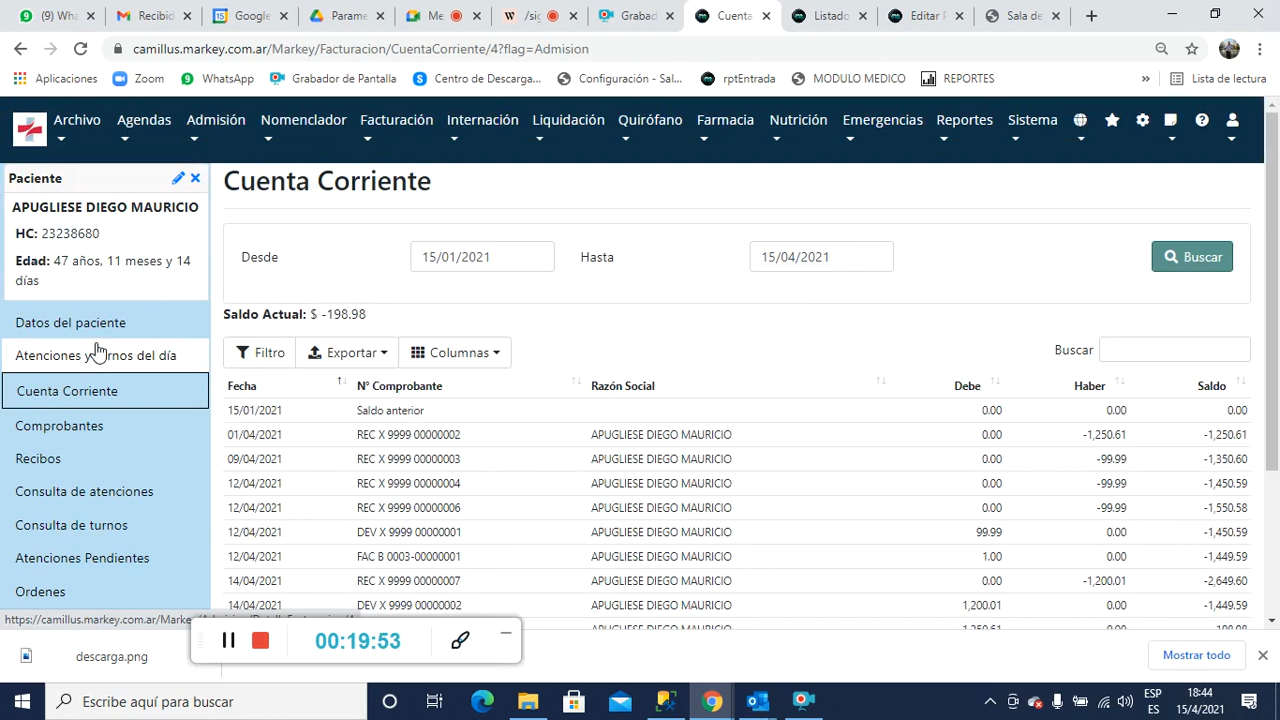 (9) Wha
Recibid
Google
Parame
Me
/sig
Grabad
Cuenta
Listada
Editar P
Sala de
camillus.markey.com.ar/Markey/Facturacion/CuentaCorriente/4?flag=Admision
Aplicaciones Zoom WhatsApp Grabador de Pantalla Centro de Descarga... Configuración - Sal... rptEntrada MODULO MEDICO REPORTES » Lista de lectura
Archivo Agendas Admisión Nomenclador Facturación Internación Liquidación Quirófano Farmacia Nutrición Emergencias Reportes Sistema
Paciente
APUGLIESE DIEGO MAURICIO
HC: 23238680
Edad: 47 años, 11 meses y 14
días
Datos del paciente
Atenciones y turnos del día
Cuenta Corriente
Comprobantes
Recibos
Consulta de atenciones
Consulta de turnos
Atenciones Pendientes
Ordenes
Cuenta Corriente
Desde 15/01/2021 Hasta 15/04/2021 Buscar
Saldo Actual: $ -198.98
Filtro Exportar Columnas Buscar
Fecha N° Comprobante Razón Social Debe Haber Saldo
15/01/2021 Saldo anterior 0.00 0.00 0.00
01/04/2021 REC X 9999 00000002 APUGLIESE DIEGO MAURICIO 0.00 -1,250.61 -1,250.61
09/04/2021 REC X 9999 00000003 APUGLIESE DIEGO MAURICIO 0.00 -99.99 -1,350.60
12/04/2021 REC X 9999 00000004 APUGLIESE DIEGO MAURICIO 0.00 -99.99 -1,450.59
12/04/2021 REC X 9999 00000006 APUGLIESE DIEGO MAURICIO 0.00 -99.99 -1,550.58
12/04/2021 DEV X 9999 00000001 APUGLIESE DIEGO MAURICIO 99.99 0.00 -1,450.59
12/04/2021 FAC B 0003-00000001 APUGLIESE DIEGO MAURICIO 1.00 0.00 -1,449.59
14/04/2021 REC X 9999 00000007 APUGLIESE DIEGO MAURICIO 0.00 -1,200.01 -2,649.60
14/04/2021 DEV X 9999 00000002 APUGLIESE DIEGO MAURICIO 1,200.01 0.00 -1,449.59
https://camillus.markey.com.ar/Marke
00:19:53
descarga.png
Mostrar todo
Escribe aquí para buscar
ESP
ES
18:44
15/4/2021